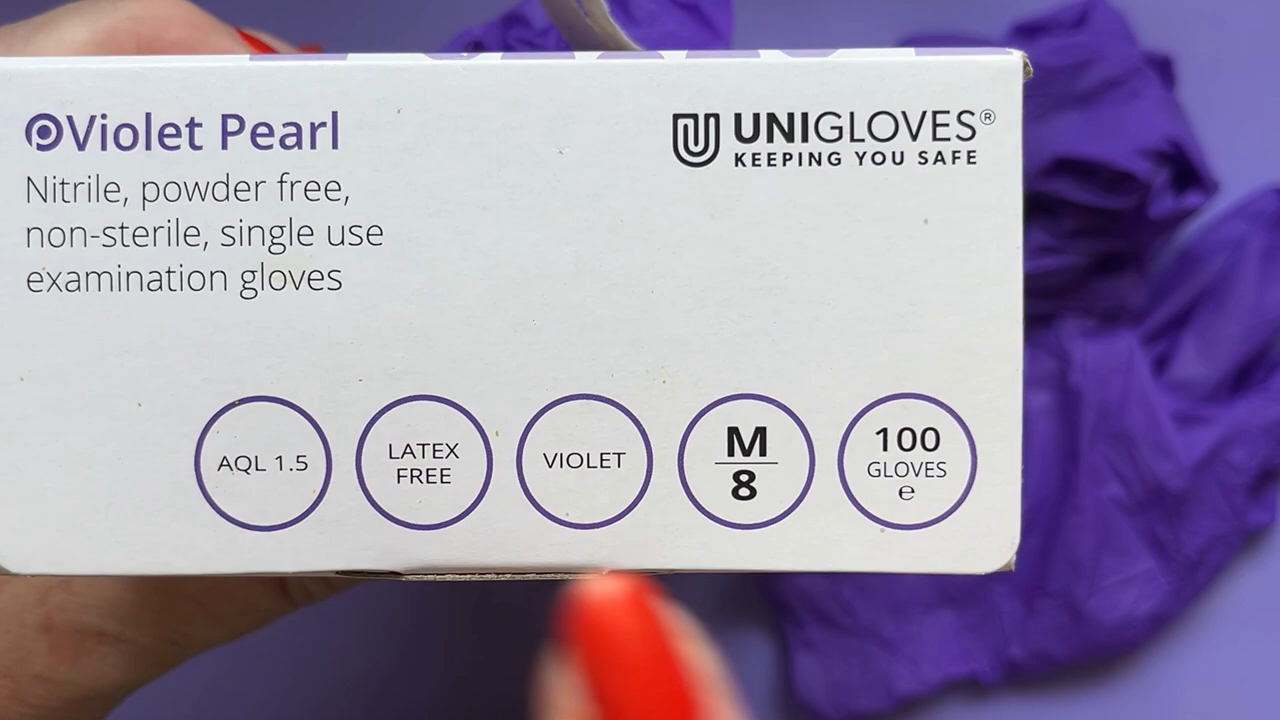 Violet Pearl
Nitrile, powder free,
non-sterile, single use
examination gloves
UNIGLOVES®
KEEPING YOU SAFE
AQL 1.5
LATEX
FREE
VIOLET
M
8
100
GLOVES
℮